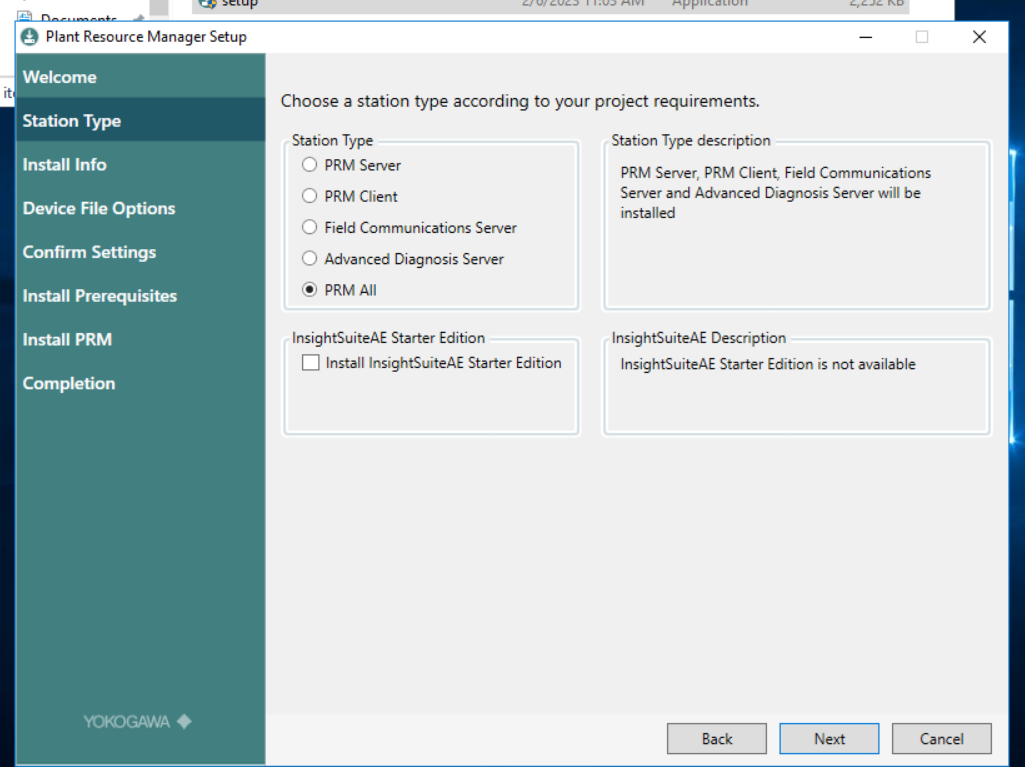 setup 2/6/2023 11:03 AM Application 2,252 KB
Documents
Plant Resource Manager Setup
Welcome
Station Type
Install Info
Device File Options
Confirm Settings
Install Prerequisites
Install PRM
Completion
YOKOGAWA
Choose a station type according to your project requirements.
Station Type
PRM Server
PRM Client
Field Communications Server
Advanced Diagnosis Server
PRM All
Station Type description
PRM Server, PRM Client, Field Communications
Server and Advanced Diagnosis Server will be
installed
InsightSuiteAE Starter Edition
Install InsightSuiteAE Starter Edition
InsightSuiteAE Description
InsightSuiteAE Starter Edition is not available
Back
Next
Cancel